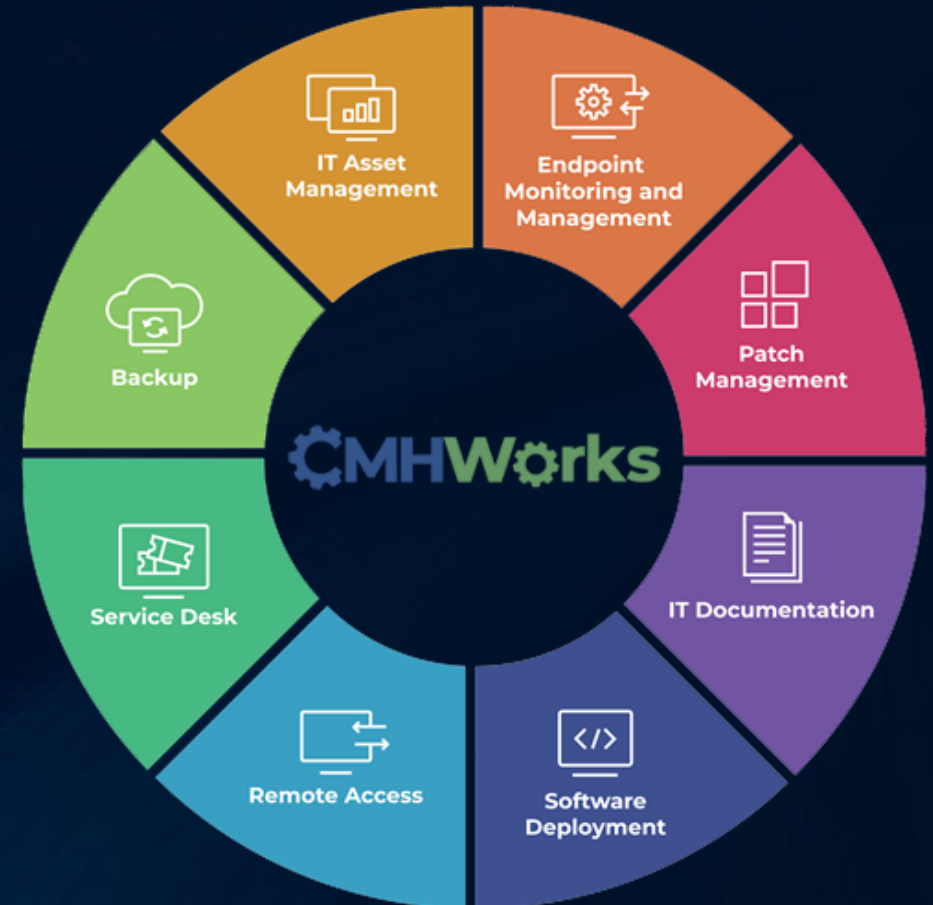 IT Asset
Management
Endpoint
Monitoring and
Management
Patch
Management
IT Documentation
Software
Deployment
Remote Access
Service Desk
Backup
CMHWorks